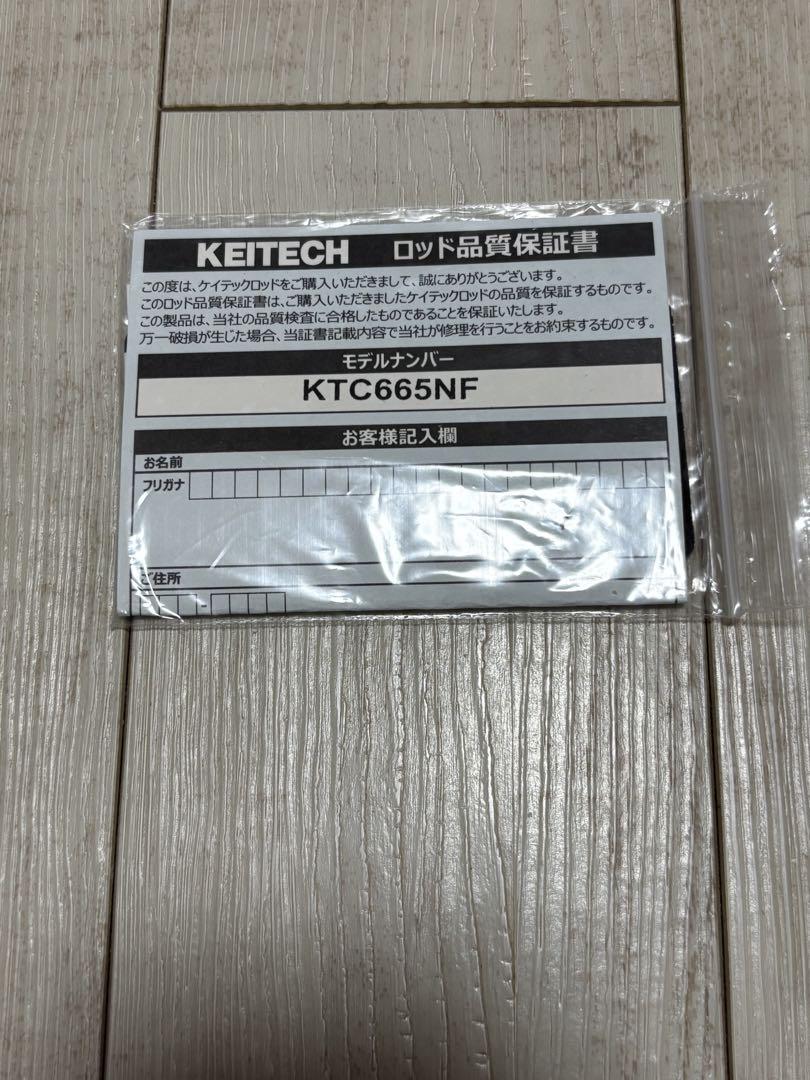 KEITECH ロッド品質保証書
この度は、ケイテックロッドをご購入いただきまして、誠にありがとうございます。
このロッド品質保証書は、ご購入いただきましたケイテックロッドの品質を保証するものです。
この製品は、当社の品質検査に合格したものであることを保証いたします。
万一破損が生じた場合、当証書記載内容で当社が修理を行うことをお約束するものです。
モデルナンバー
KTC665NF
お客様記入欄
お名前
フリガナ
ご住所